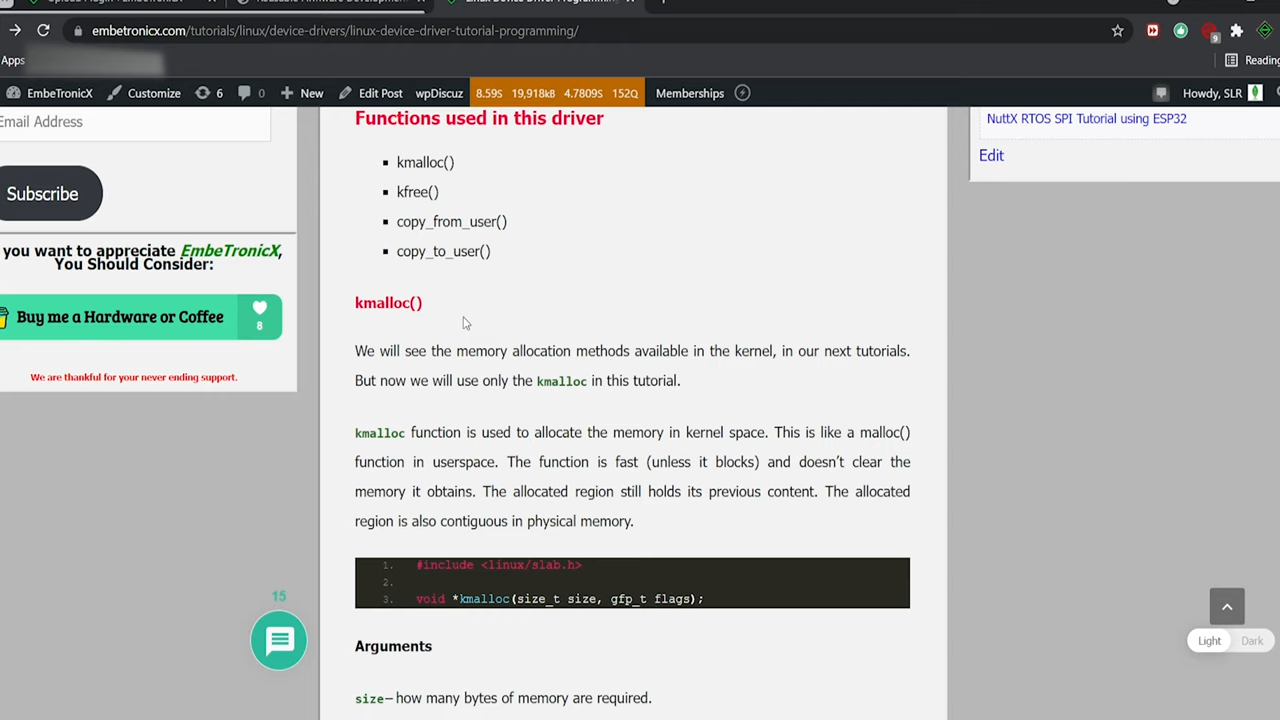 embetronicx.com/tutorials/linux/device-drivers/linux-device-driver-tutorial-programming/
9
Apps
Reading
EmbeTronicX
Customize
6
0
New
Edit Post
wpDiscuz
8.59S 19,918kB 4.7809S 152Q
Memberships
Howdy, SLR
Email Address
Subscribe
you want to appreciate EmbeTronicX,
You Should Consider:
Buy me a Hardware or Coffee
8
We are thankful for your never ending support.
Functions used in this driver
kmalloc()
kfree()
copy_from_user()
copy_to_user()
kmalloc()
We will see the memory allocation methods available in the kernel, in our next tutorials.
But now we will use only the kmalloc in this tutorial.
kmalloc function is used to allocate the memory in kernel space. This is like a malloc()
function in userspace. The function is fast (unless it blocks) and doesn't clear the
memory it obtains. The allocated region still holds its previous content. The allocated
region is also contiguous in physical memory.
1. #include <linux/slab.h>
2.
3. void *kmalloc(size_t size, gfp_t flags);
Arguments
size– how many bytes of memory are required.
NuttX RTOS SPI Tutorial using ESP32
Edit
15
Light Dark